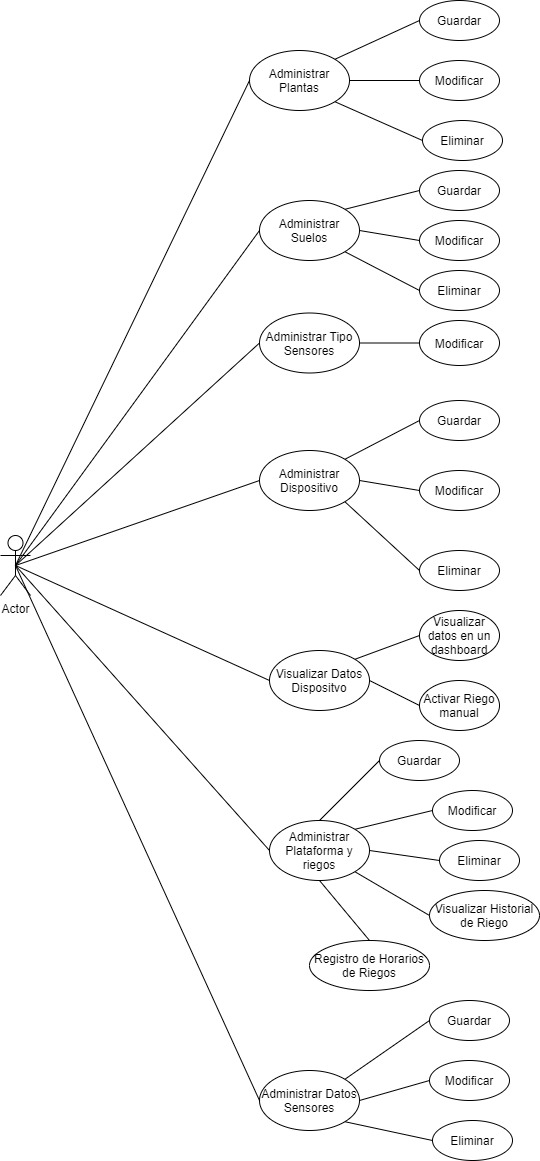 Guardar
Administrar
Plantas
Modificar
Eliminar
Guardar
Administrar
Suelos
Modificar
Eliminar
Administrar Tipo
Sensores
Modificar
Guardar
Administrar
Dispositivo
Modificar
Eliminar
Actor
Visualizar
datos en un
dashboard
Visualizar Datos
Dispositvo
Activar Riego
manual
Guardar
Modificar
Administrar
Plataforma y
riegos
Eliminar
Visualizar Historial
de Riego
Registro de Horarios
de Riegos
Guardar
Administrar Datos
Sensores
Modificar
Eliminar